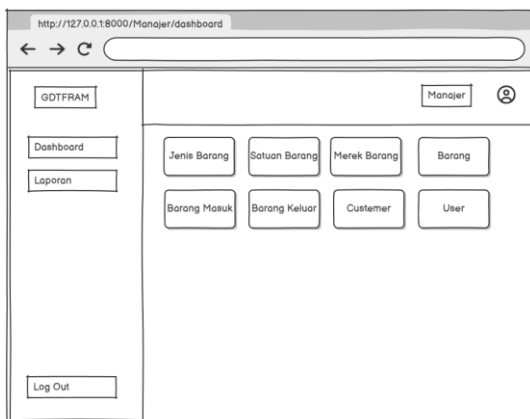 http://127.0.0.1:8000/Manajer/dashboard
GDTFRAM
Manajer
Dashboard
Laporan
Jenis Barang
Satuan Barang
Merek Barang
Barang
Barang Masuk
Barang Keluar
Custemer
User
Log Out